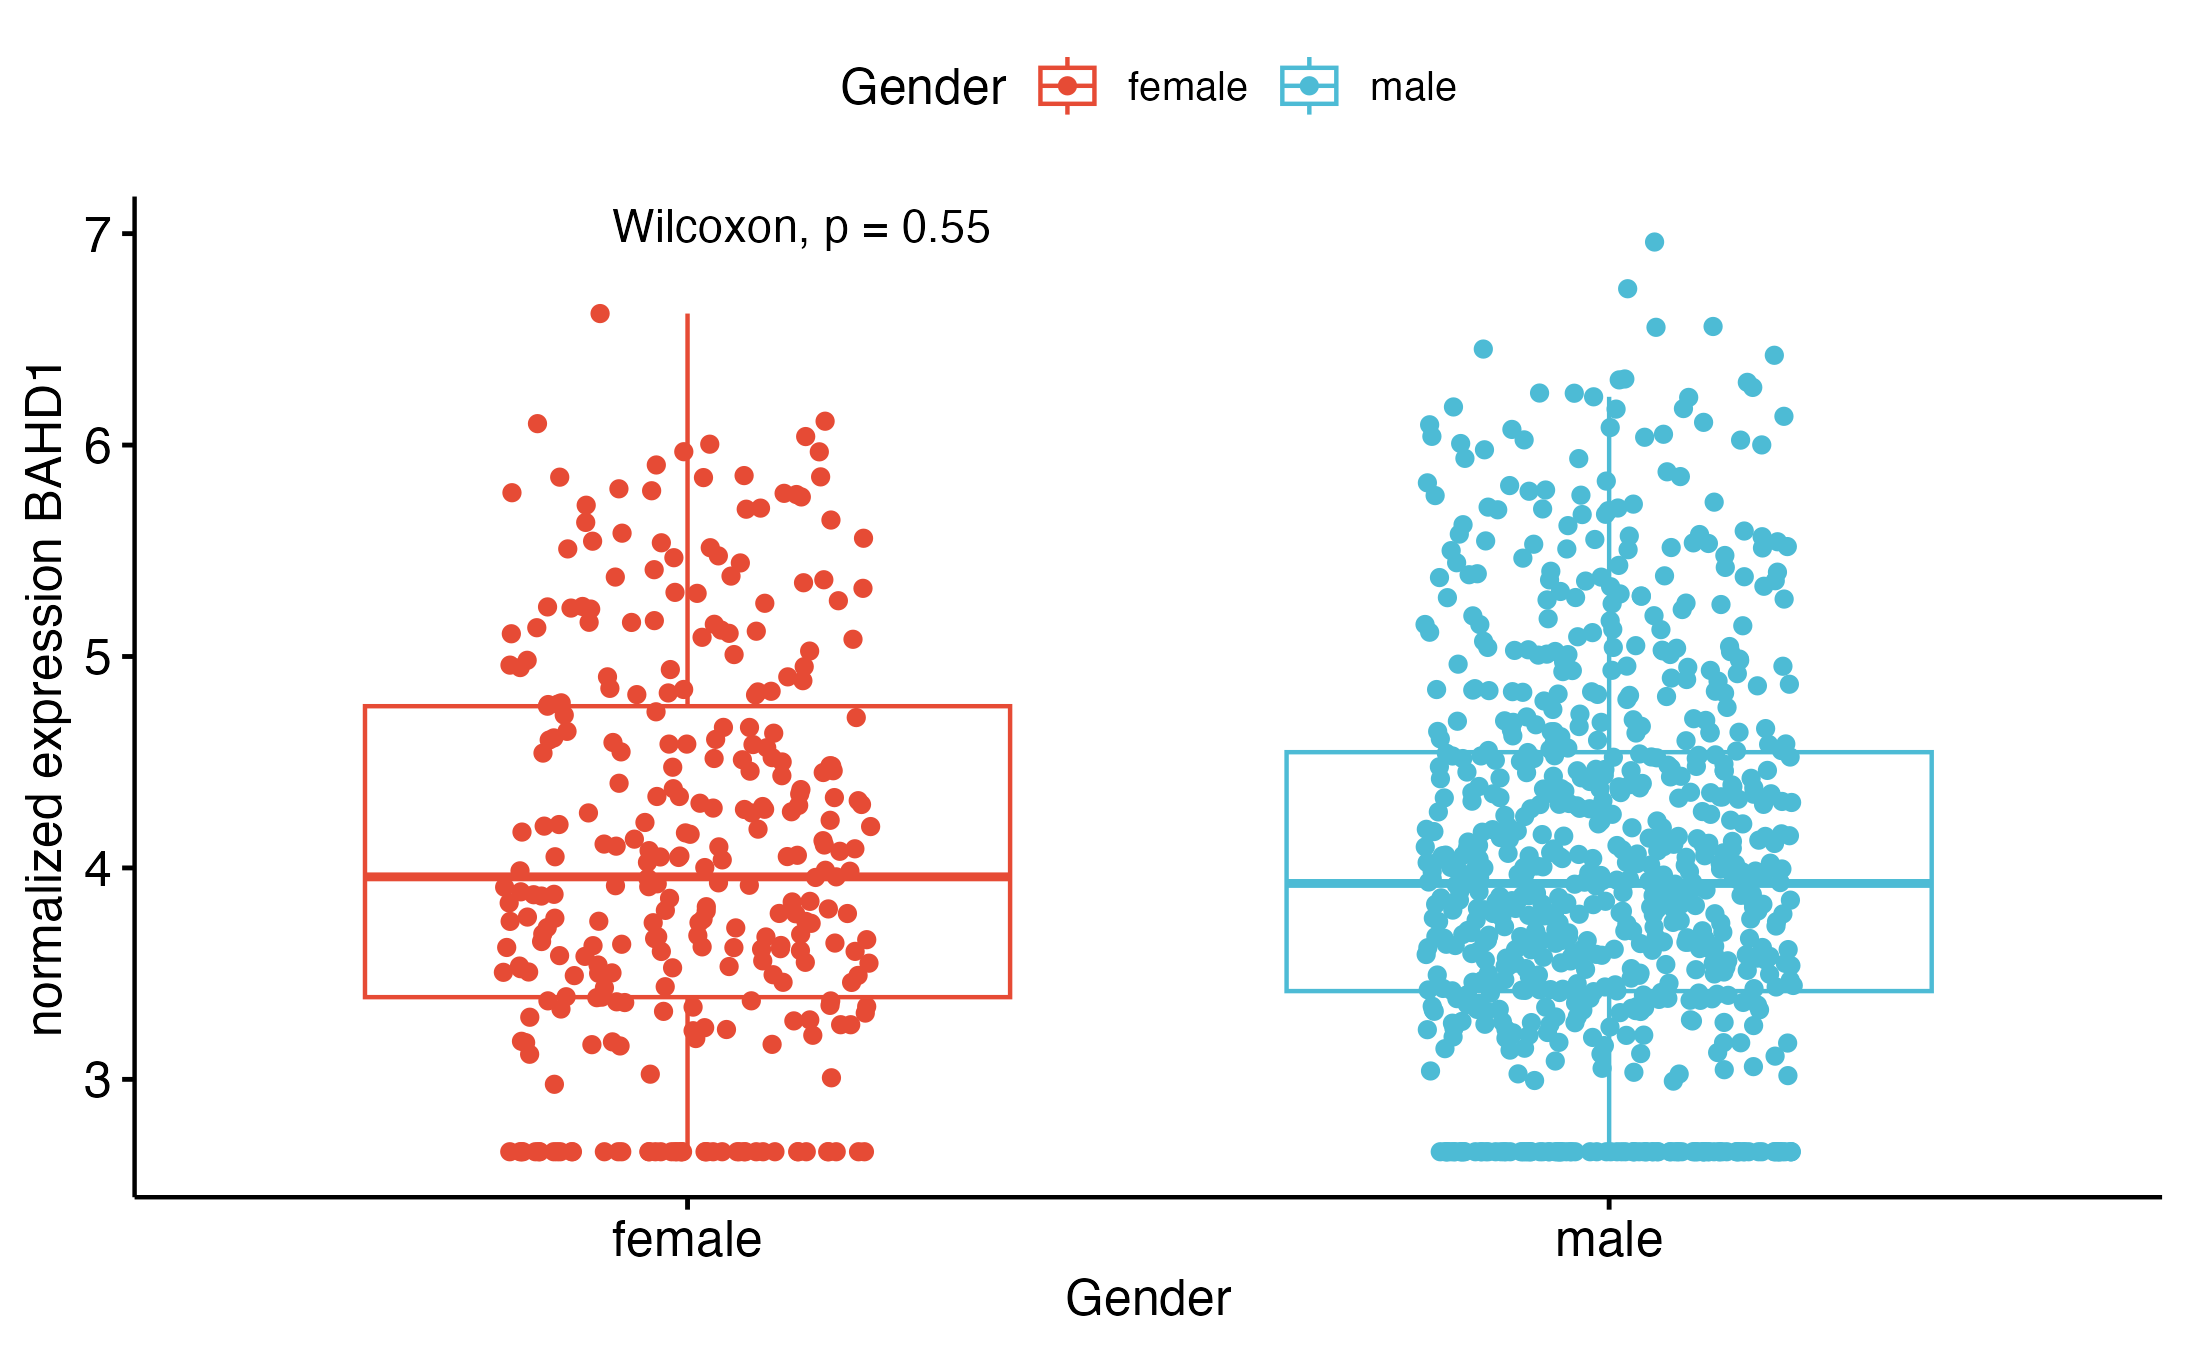 Gender female male
Wilcoxon, p = 0.55
normalized expression BAHD1
7
6
5
4
3
female male
Gender